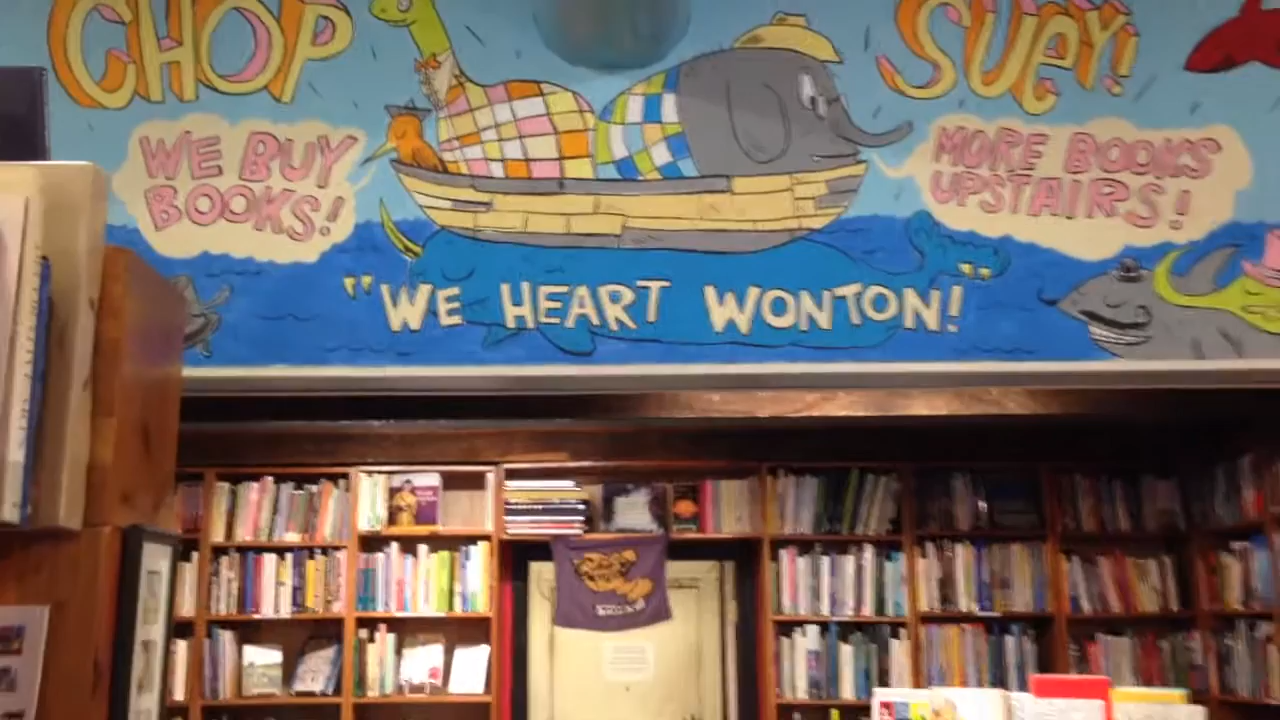 CHOP
SUEY!
WE BUY
BOOKS!
MORE BOOKS
UPSTAIRS!
"WE HEART WONTON!